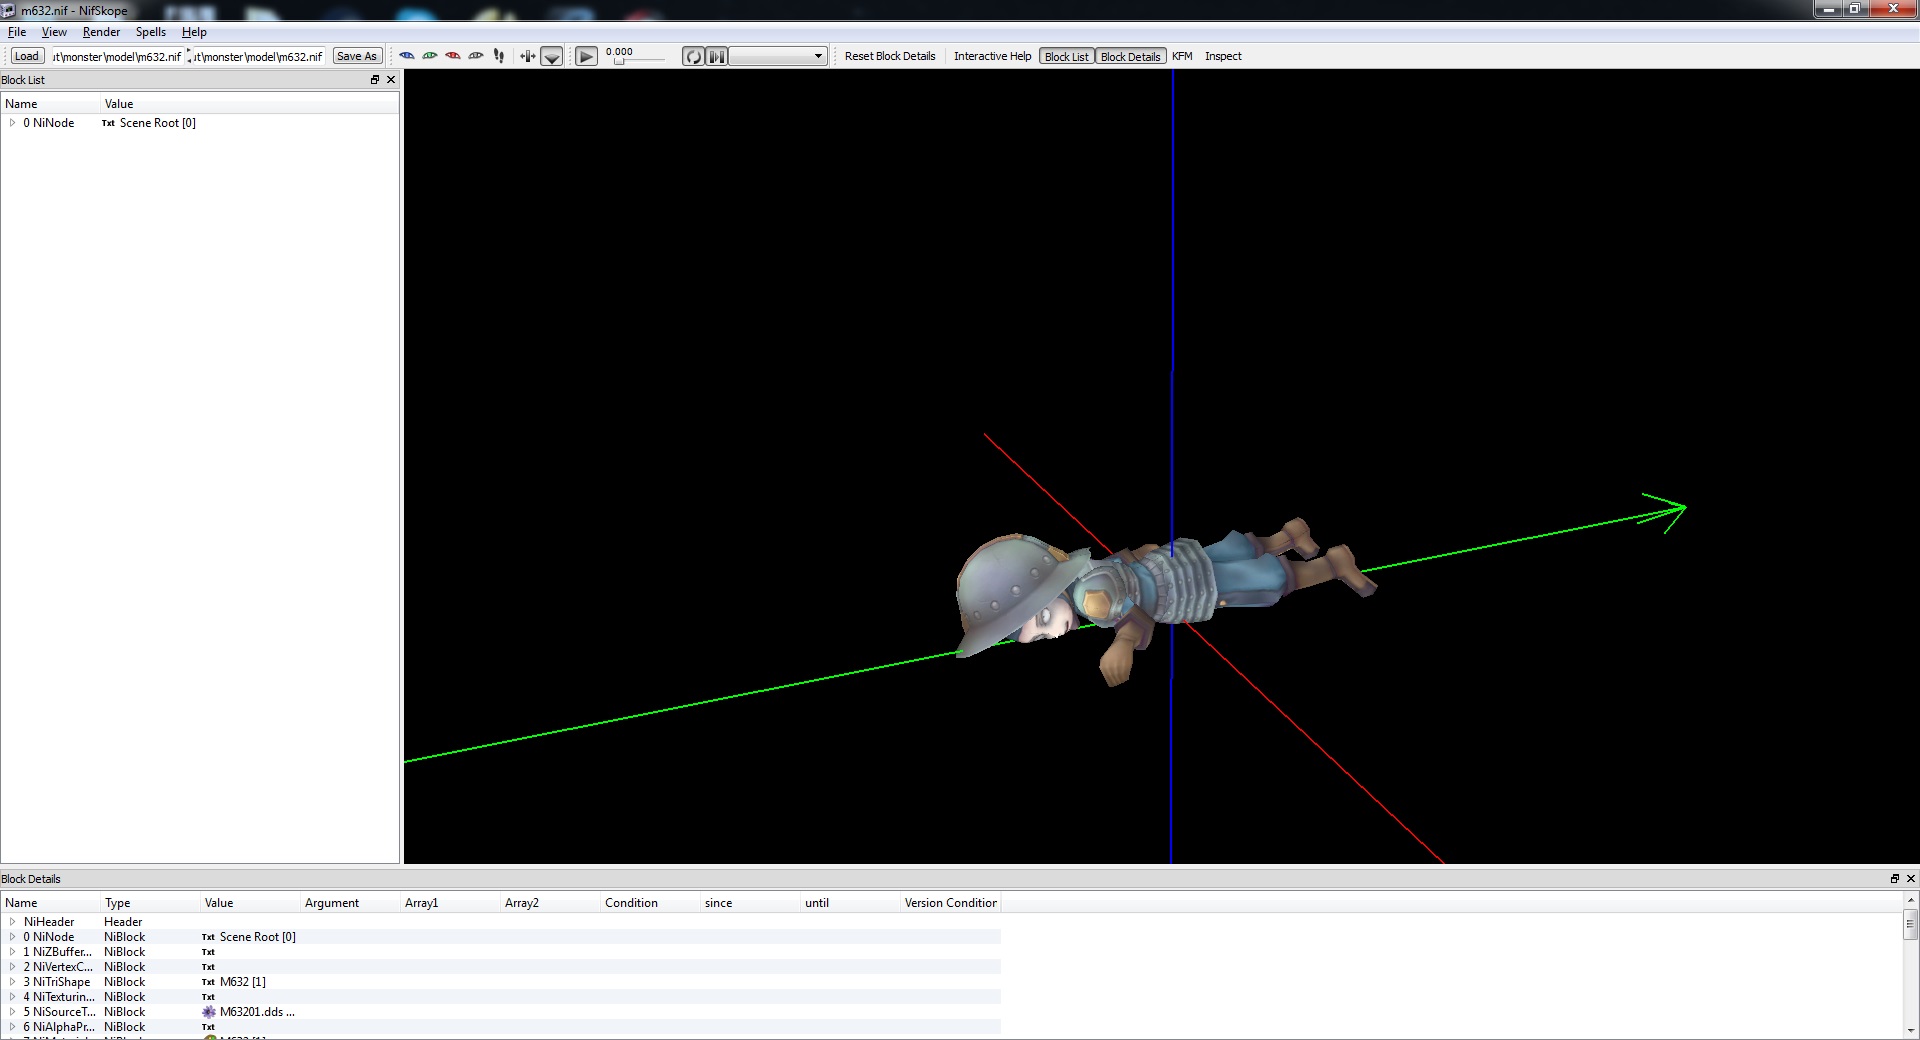 m632.nif - NifSkope
File View Render Spells Help
Load ut\monster\model\m632.nif ut\monster\model\m632.nif Save As 0.000 Reset Block Details Interactive Help Block List Block Details KFM Inspect
Block List
Name Value
0 NiNode Txt Scene Root [0]
Block Details
Name Type Value Argument Array1 Array2 Condition since until Version Condition
NiHeader Header
0 NiNode NiBlock Txt Scene Root [0]
1 NiZBuffer... NiBlock Txt
2 NiVertexC... NiBlock Txt
3 NiTriShape NiBlock Txt M632 [1]
4 NiTexturin... NiBlock Txt
5 NiSourceT... NiBlock M63201.dds ...
6 NiAlphaPr... NiBlock Txt